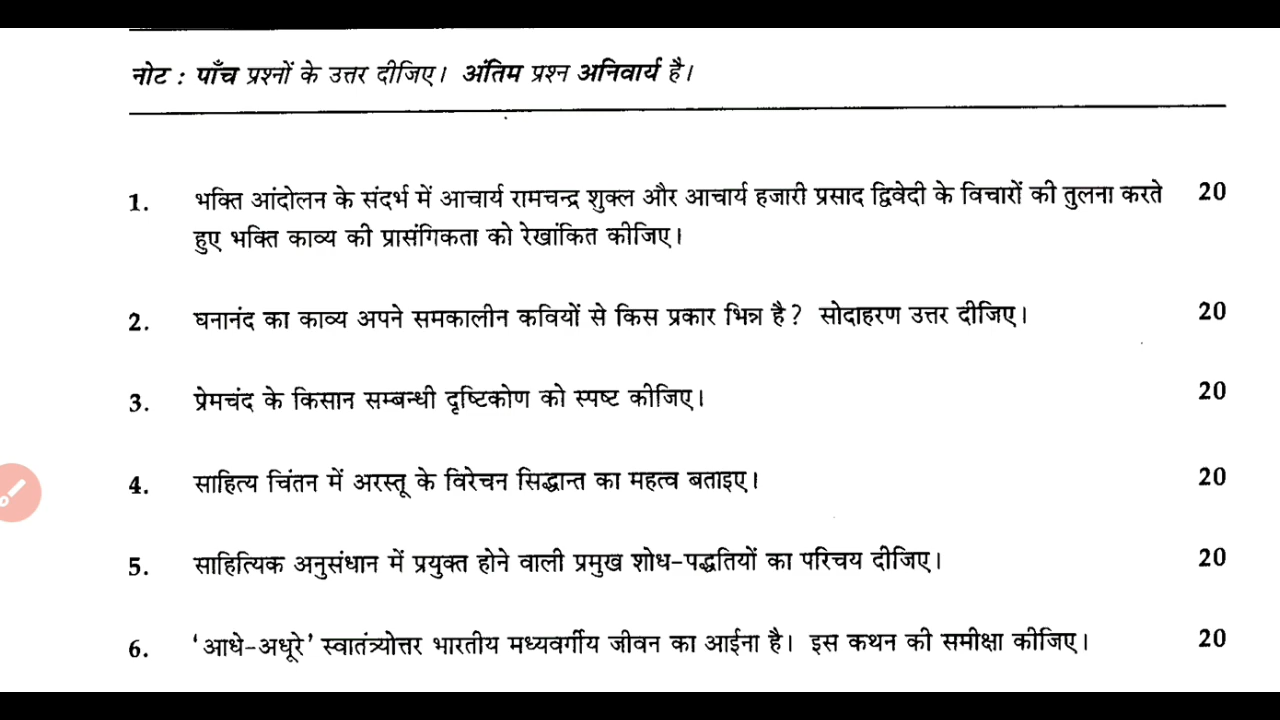 नोट : पाँच प्रश्नों के उत्तर दीजिए। अंतिम प्रश्न अनिवार्य है।
1. भक्ति आंदोलन के संदर्भ में आचार्य रामचन्द्र शुक्ल और आचार्य हजारी प्रसाद द्विवेदी के विचारों की तुलना करते 20
हुए भक्ति काव्य की प्रासंगिकता को रेखांकित कीजिए।
2. घनानंद का काव्य अपने समकालीन कवियों से किस प्रकार भिन्न है? सोदाहरण उत्तर दीजिए। 20
3. प्रेमचंद के किसान सम्बन्धी दृष्टिकोण को स्पष्ट कीजिए। 20
4. साहित्य चिंतन में अरस्तू के विरेचन सिद्धान्त का महत्व बताइए। 20
5. साहित्यिक अनुसंधान में प्रयुक्त होने वाली प्रमुख शोध-पद्धतियों का परिचय दीजिए। 20
6. 'आधे-अधूरे' स्वातंत्र्योत्तर भारतीय मध्यवर्गीय जीवन का आईना है। इस कथन की समीक्षा कीजिए। 20